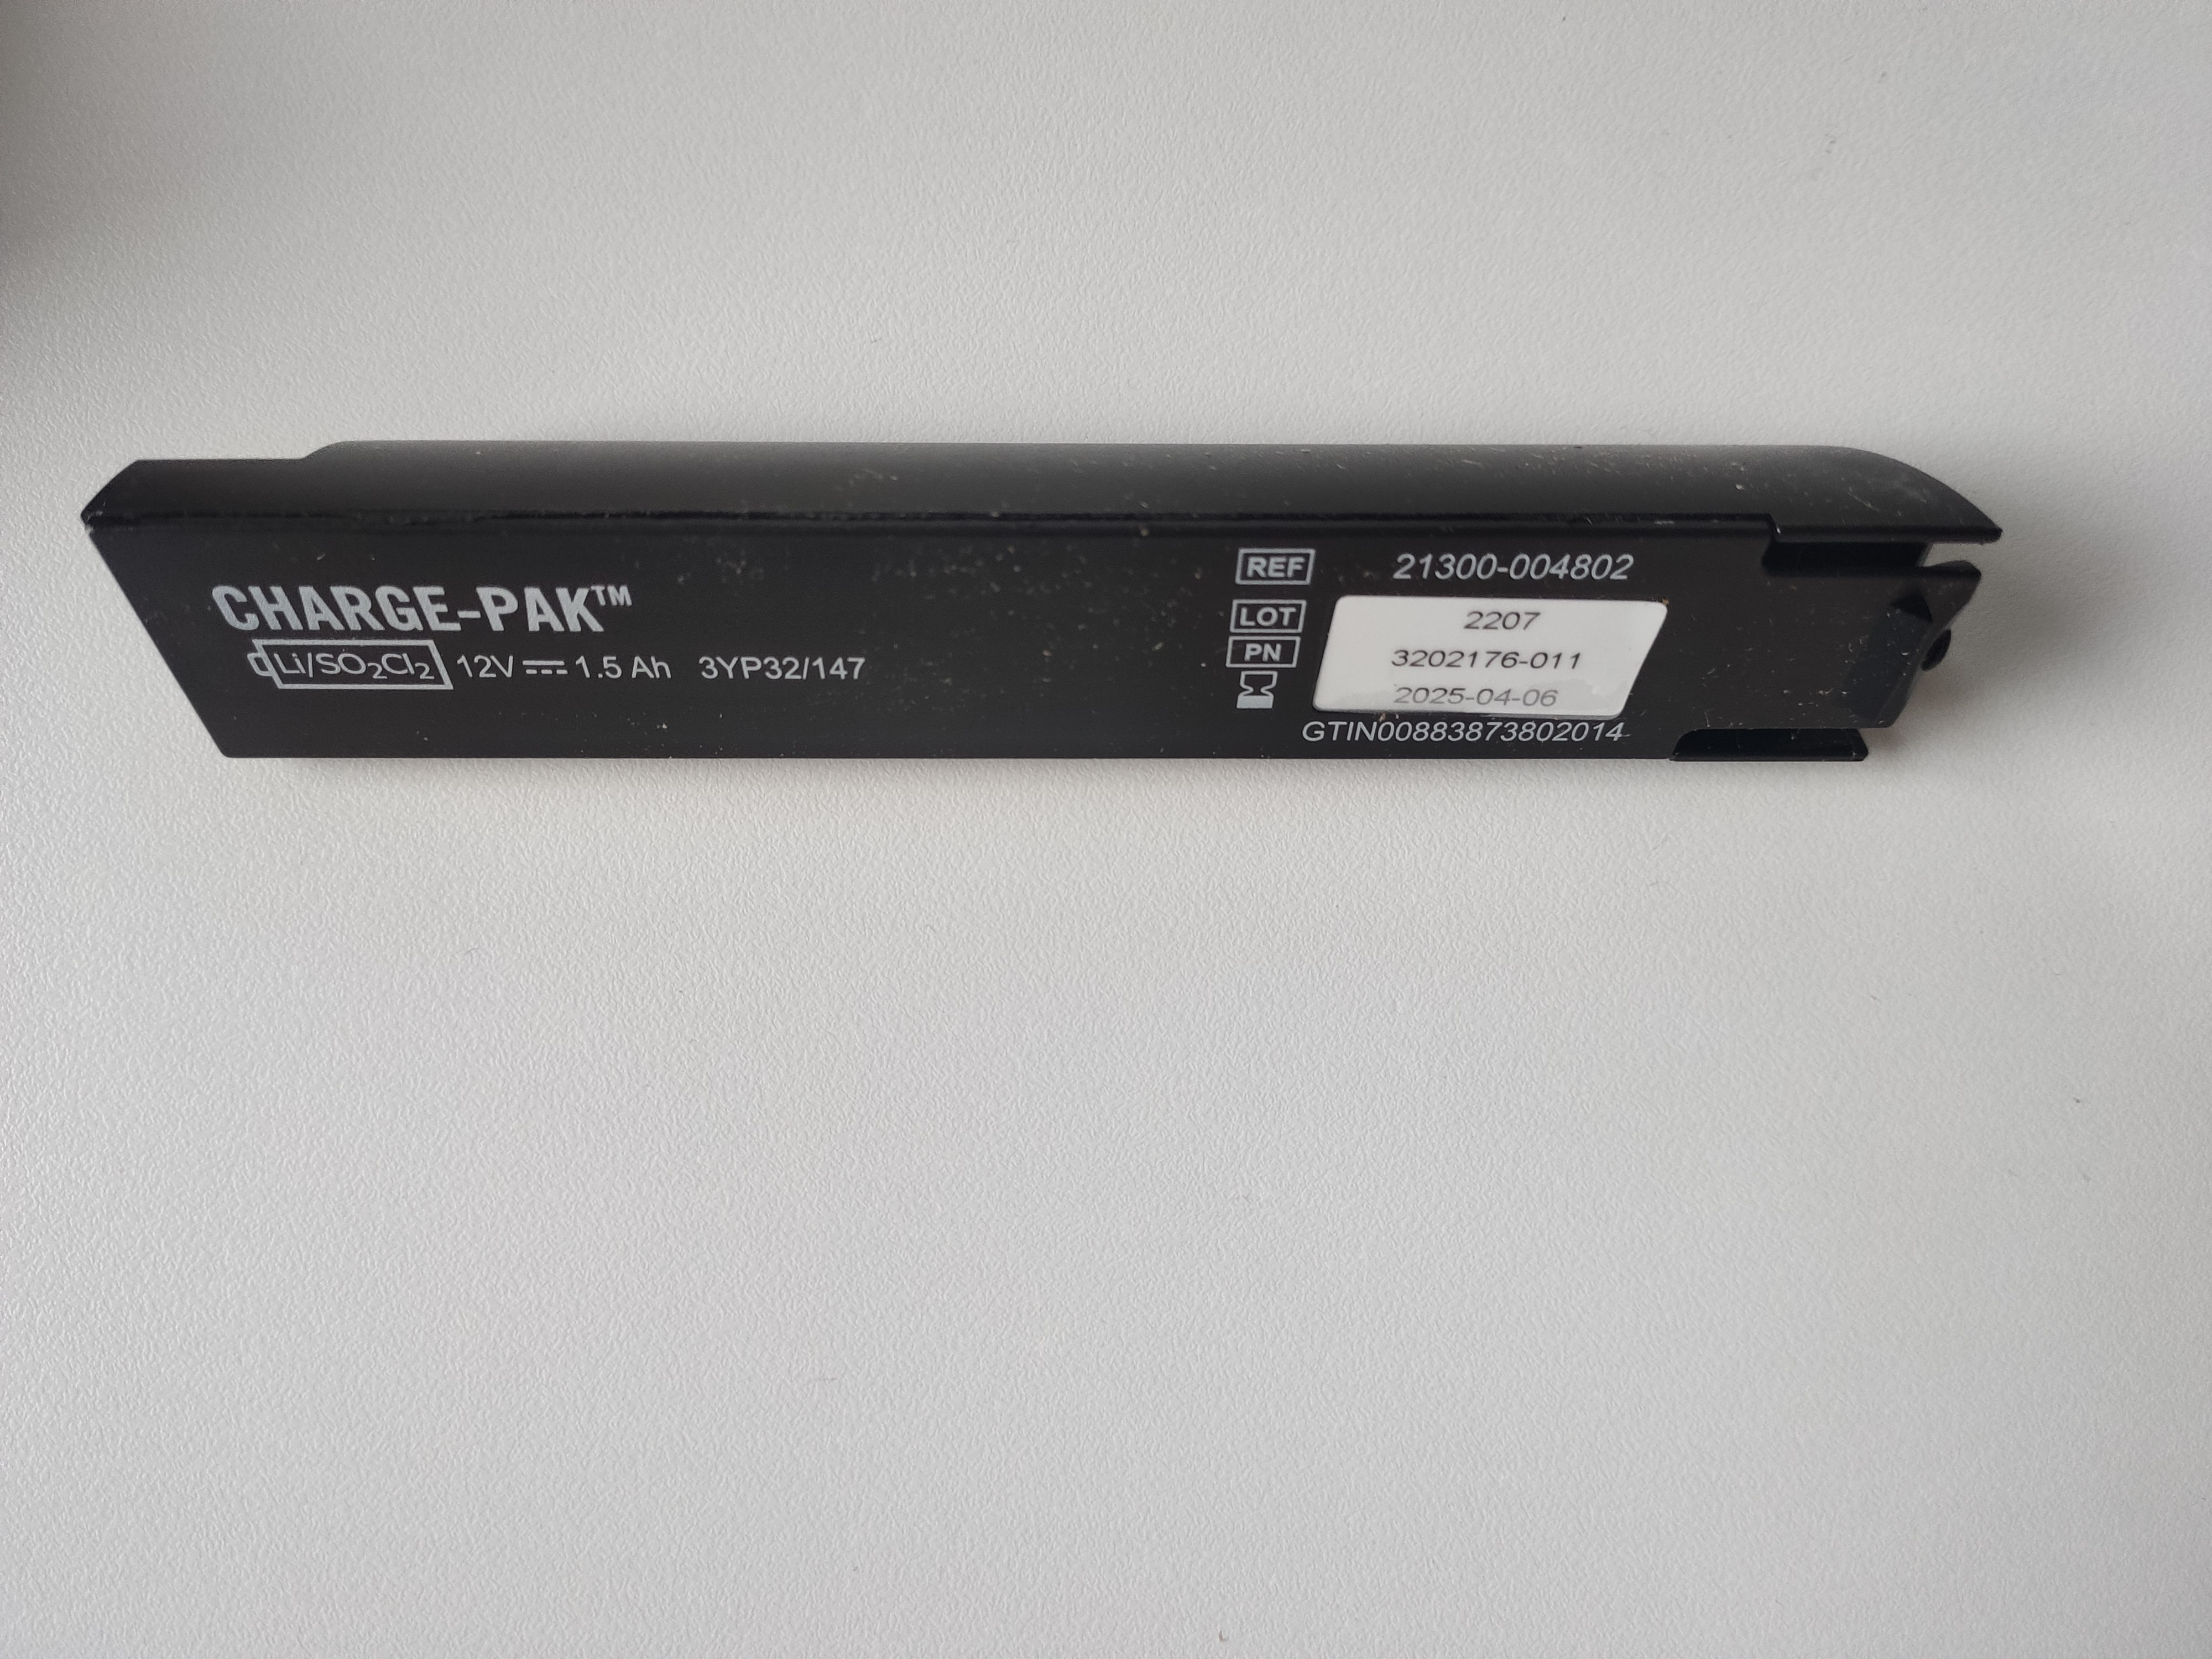 CHARGE-PAK™
Li/SO₂Cl₂ 12V 1.5 Ah 3YP32/147
REF 21300-004802
LOT 2207
PN 3202176-011
2025-04-06
GTIN00883873802014